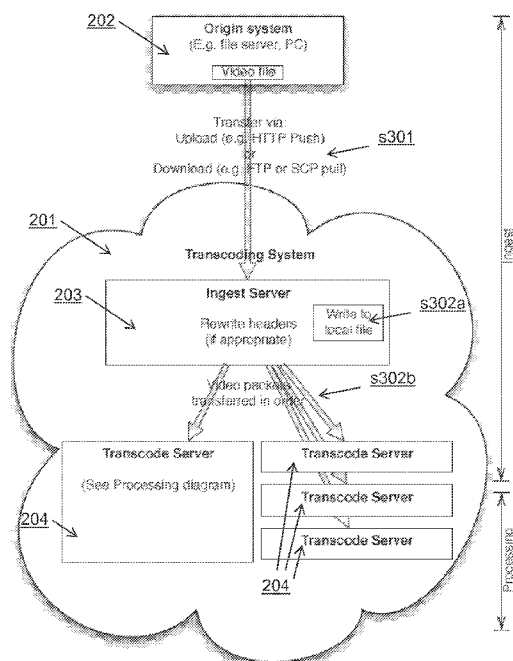 202
Origin system
(E.g. file server, PC)
Video file
Transfer via:
Upload (e.g. HTTP Push)
or
Download (e.g. FTP or SCP pull)
s301
Ingest
201
Transcoding System
203
Ingest Server
Rewrite headers
(if appropriate)
Write to
local file
s302a
Video packets
transferred in order
s302b
Transcode Server
(See Processing diagram)
204
Transcode Server
Transcode Server
Transcode Server
204
Processing